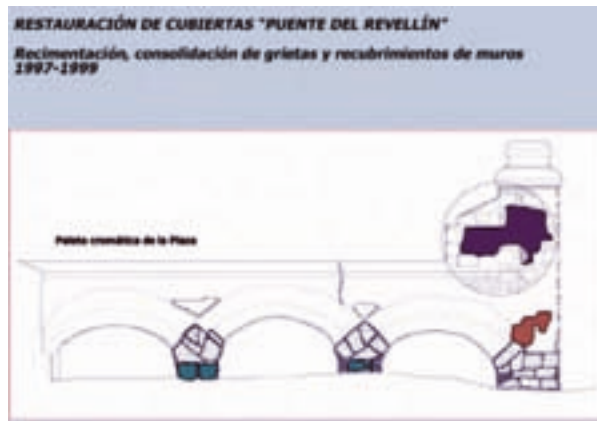 RESTAURACIÓN DE CUBIERTAS "PUENTE DEL REVELLÍN"
Recimentación, consolidación de grietas y recubrimientos de muros
1997-1999
Paleta cromática de la Plaza